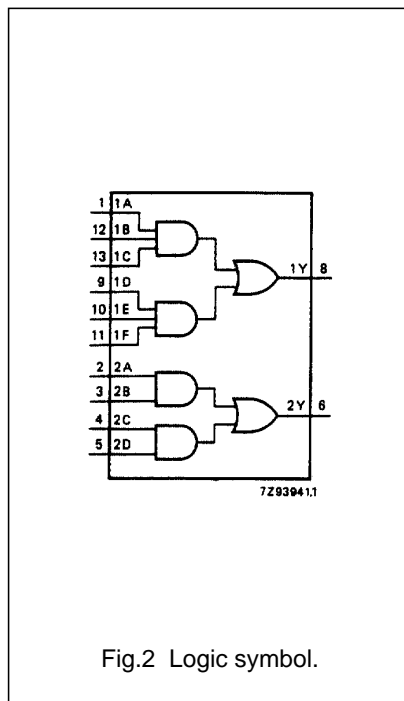 1 1A
12 1B
13 1C
1Y 8
9 1D
10 1E
11 1F
2 2A
3 2B
2Y 6
4 2C
5 2D
7Z93941.1
Fig.2 Logic symbol.